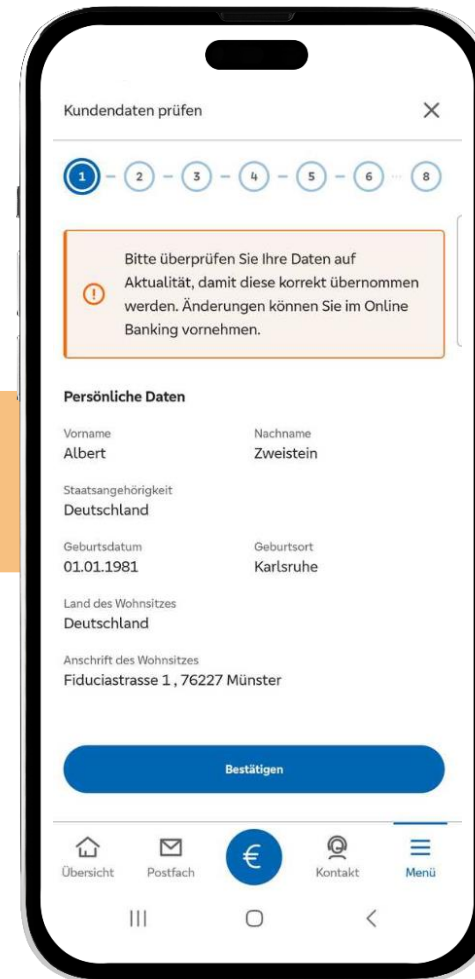 Kundendaten prüfen
1 2 3 4 5 6 ... 8
Bitte überprüfen Sie Ihre Daten auf
Aktualität, damit diese korrekt übernommen
werden. Änderungen können Sie im Online
Banking vornehmen.
Persönliche Daten
Vorname Nachname
Albert Zweistein
Staatsangehörigkeit
Deutschland
Geburtsdatum Geburtsort
01.01.1981 Karlsruhe
Land des Wohnsitzes
Deutschland
Anschrift des Wohnsitzes
Fiduciastrasse 1 , 76227 Münster
Bestätigen
€
Übersicht Postfach Kontakt Menü